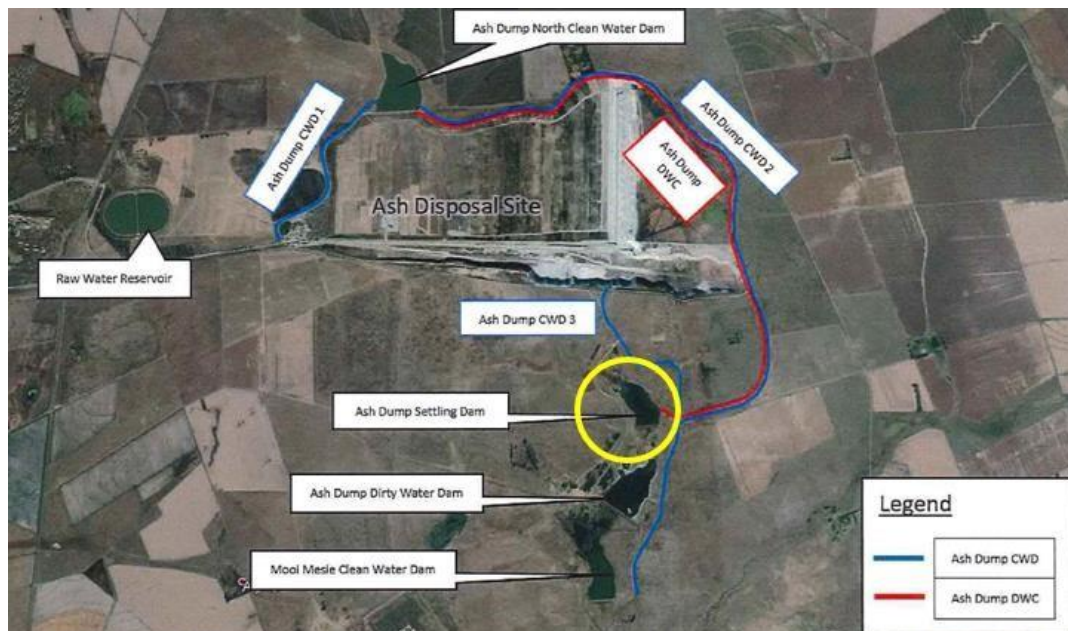 Ash Dump North Clean Water Dam
Ash Dump CWD 1
Ash Dump CWD 2
Ash Dump
DWC
Ash Disposal Site
Raw Water Reservoir
Ash Dump CWD 3
Ash Dump Settling Dam
Ash Dump Dirty Water Dam
Mooi Mesie Clean Water Dam
Legend
Ash Dump CWD
Ash Dump DWC